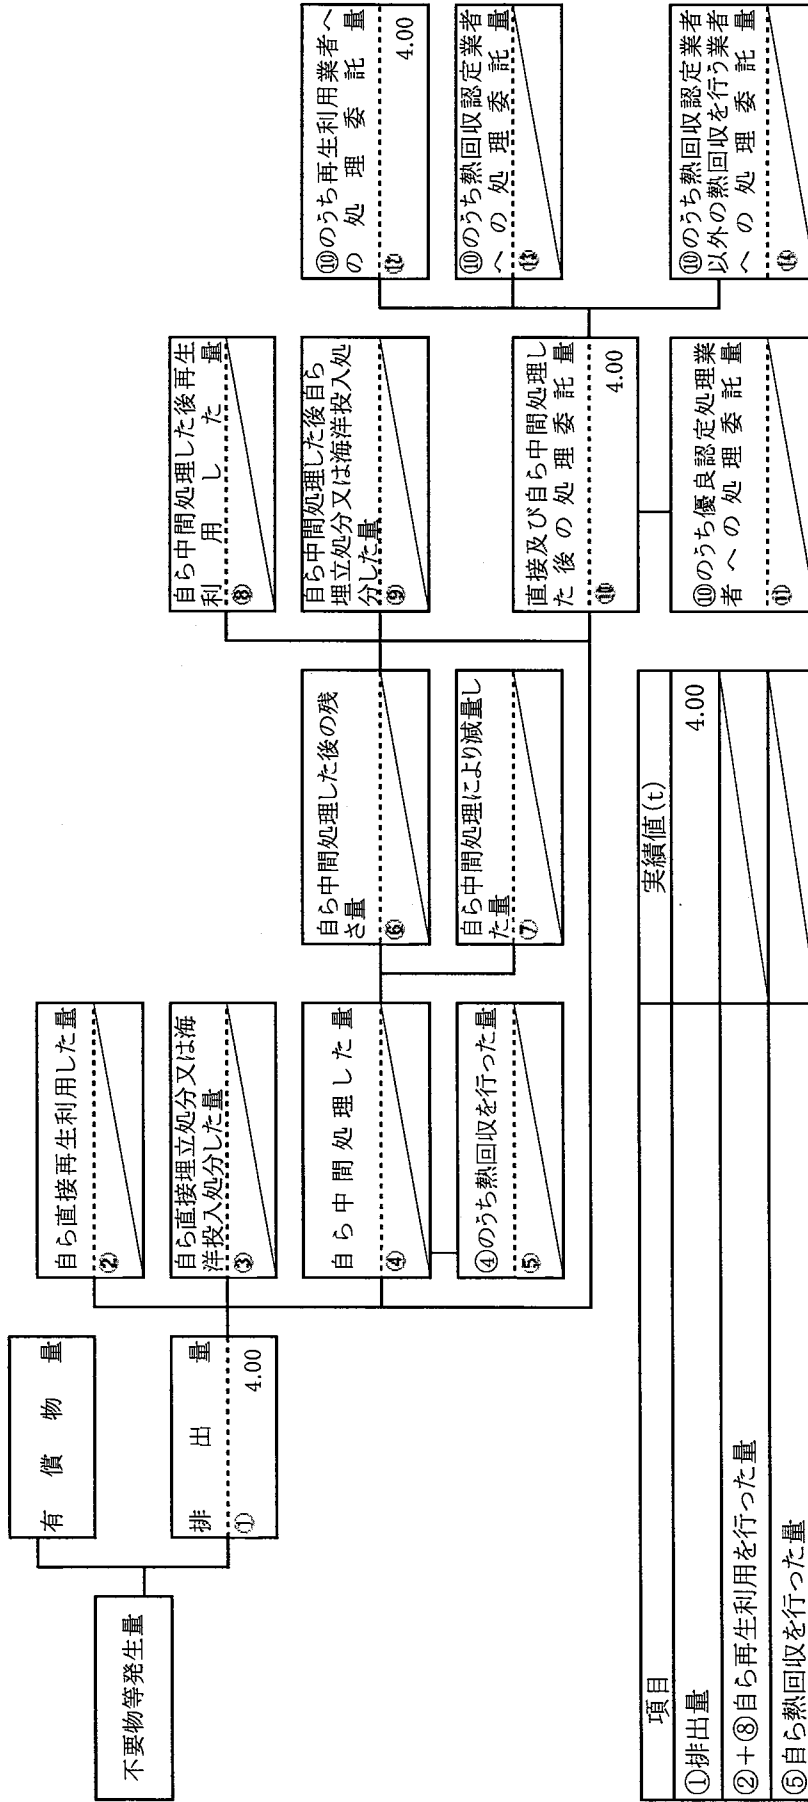 不要物等発生量
有償物量
排出量
① 4.00
自ら直接再生利用した量
②
自ら直接埋立処分又は海
洋投入処分した量
③
自ら中間処理した量
④
④のうち熱回収を行った量
⑤
自ら中間処理した後の残
さ量
⑥
自ら中間処理により減量し
た量
⑦
自ら中間処理した後再生
利用した量
⑧
自ら中間処理した後自ら
埋立処分又は海洋投入処
分した量
⑨
直接及び自ら中間処理し
た後の処理委託量
⑩ 4.00
⑩のうち優良認定処理業
者への処理委託量
⑪
⑩のうち再生利用業者へ
の処理委託量
⑫ 4.00
⑩のうち熱回収認定業者
への処理委託量
⑬
⑩のうち熱回収認定業者
以外の熱回収を行う業者
への処理委託量
⑭
項目 実績値(t)
①排出量 4.00
②+⑧自ら再生利用を行った量
⑤自ら熱回収を行った量